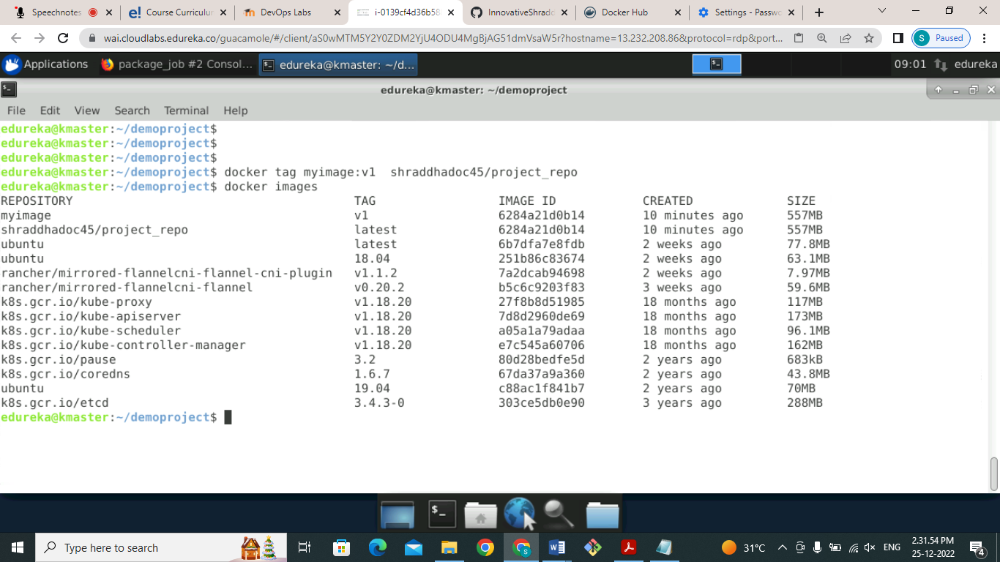 Speechnotes
Course Curriculur
DevOps Labs
i-0139cf4d36b58
InnovativeShradd
Docker Hub
Settings - Passwo
wai.cloudlabs.edureka.co/guacamole/#/client/aS0wMTM5Y2Y0ZDM2YjU4ODU4MgBjAG51dmVsaW5r?hostname=13.232.208.86&protocol=rdp&port...
S Paused
Applications
package_job #2 Consol...
edureka@kmaster: ~/d...
09:01
edureka
edureka@kmaster: ~/demoproject
File Edit View Search Terminal Help
edureka@kmaster:~/demoproject$
edureka@kmaster:~/demoproject$
edureka@kmaster:~/demoproject$
edureka@kmaster:~/demoproject$ docker tag myimage:v1  shraddhadoc45/project_repo
edureka@kmaster:~/demoproject$ docker images
REPOSITORY TAG IMAGE ID CREATED SIZE
myimage v1 6284a21d0b14 10 minutes ago 557MB
shraddhadoc45/project_repo latest 6284a21d0b14 10 minutes ago 557MB
ubuntu latest 6b7dfa7e8fdb 2 weeks ago 77.8MB
ubuntu 18.04 251b86c83674 2 weeks ago 63.1MB
rancher/mirrored-flannelcni-flannel-cni-plugin v1.1.2 7a2dcab94698 2 weeks ago 7.97MB
rancher/mirrored-flannelcni-flannel v0.20.2 b5c6c9203f83 3 weeks ago 59.6MB
k8s.gcr.io/kube-proxy v1.18.20 27f8b8d51985 18 months ago 117MB
k8s.gcr.io/kube-apiserver v1.18.20 7d8d2960de69 18 months ago 173MB
k8s.gcr.io/kube-scheduler v1.18.20 a05a1a79adaa 18 months ago 96.1MB
k8s.gcr.io/kube-controller-manager v1.18.20 e7c545a60706 18 months ago 162MB
k8s.gcr.io/pause 3.2 80d28bedfe5d 2 years ago 683kB
k8s.gcr.io/coredns 1.6.7 67da37a9a360 2 years ago 43.8MB
ubuntu 19.04 c88ac1f841b7 2 years ago 70MB
k8s.gcr.io/etcd 3.4.3-0 303ce5db0e90 3 years ago 288MB
edureka@kmaster:~/demoproject$
Type here to search
31°C
ENG
2.31.54 PM
25-12-2022
4